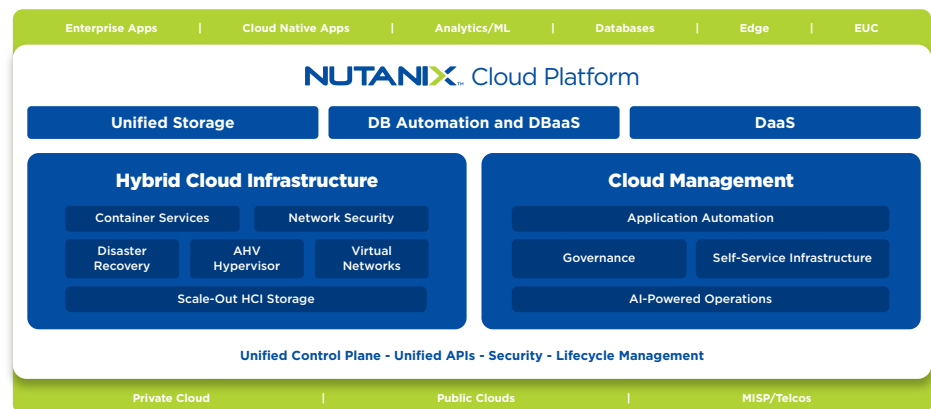 Enterprise Apps | Cloud Native Apps | Analytics/ML | Databases | Edge | EUC
NUTANIX™ Cloud Platform
Unified Storage
DB Automation and DBaaS
DaaS
Hybrid Cloud Infrastructure
Container Services
Network Security
Disaster
Recovery
AHV
Hypervisor
Virtual
Networks
Scale-Out HCI Storage
Cloud Management
Application Automation
Governance
Self-Service Infrastructure
AI-Powered Operations
Unified Control Plane - Unified APIs - Security - Lifecycle Management
Private Cloud | Public Clouds | MISP/Telcos